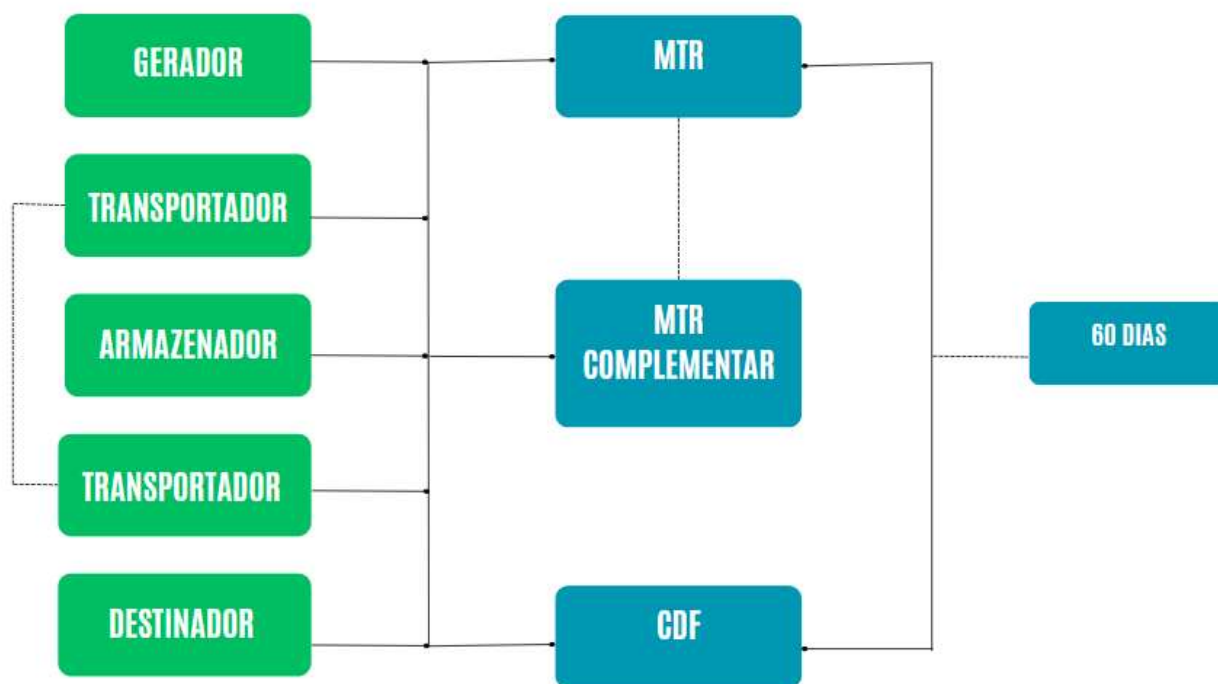 GERADOR
MTR
TRANSPORTADOR
ARMAZENADOR
MTR
COMPLEMENTAR
60 DIAS
TRANSPORTADOR
DESTINADOR
CDF